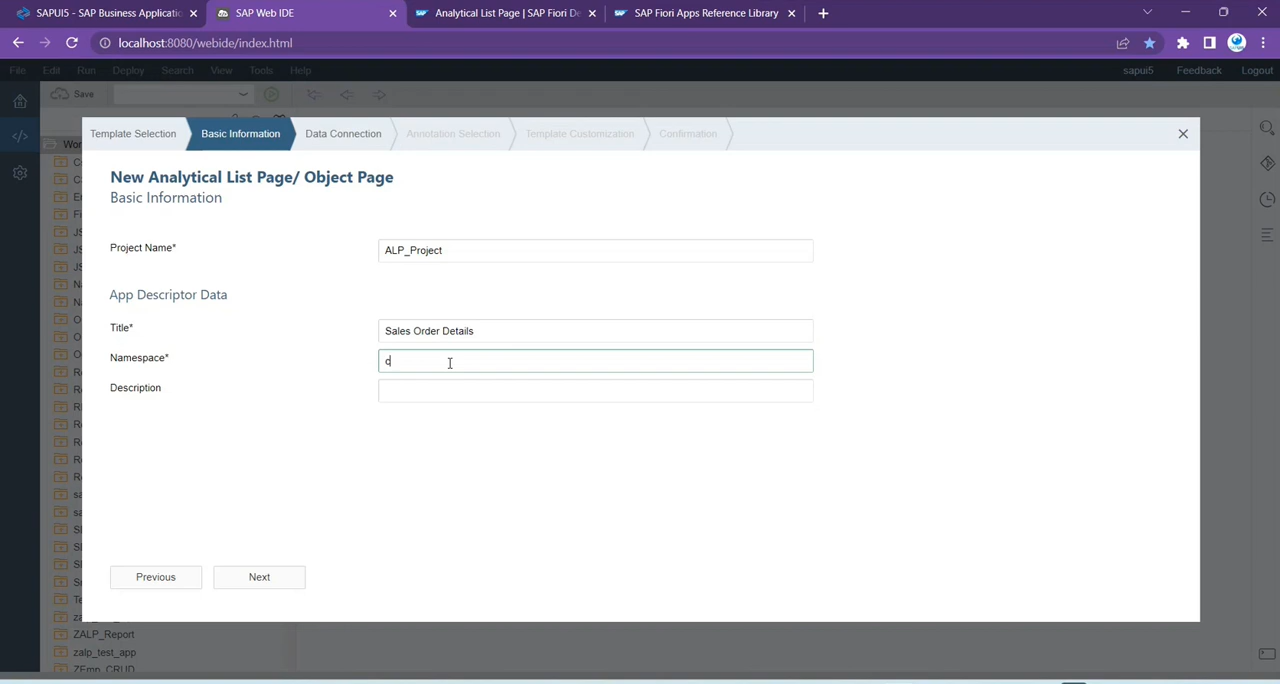 SAPUI5 - SAP Business Applicatio
SAP Web IDE
Analytical List Page | SAP Fiori De
SAP Fiori Apps Reference Library
localhost:8080/webide/index.html
File Edit Run Deploy Search View Tools Help
sapui5 Feedback Logout
Save
Template Selection
Basic Information
Data Connection
Annotation Selection
Template Customization
Confirmation
New Analytical List Page/ Object Page
Basic Information
Project Name*
ALP_Project
App Descriptor Data
Title*
Sales Order Details
Namespace*
c
Description
Previous
Next
ZALP_Report
zalp_test_app
ZEmp_CRUD